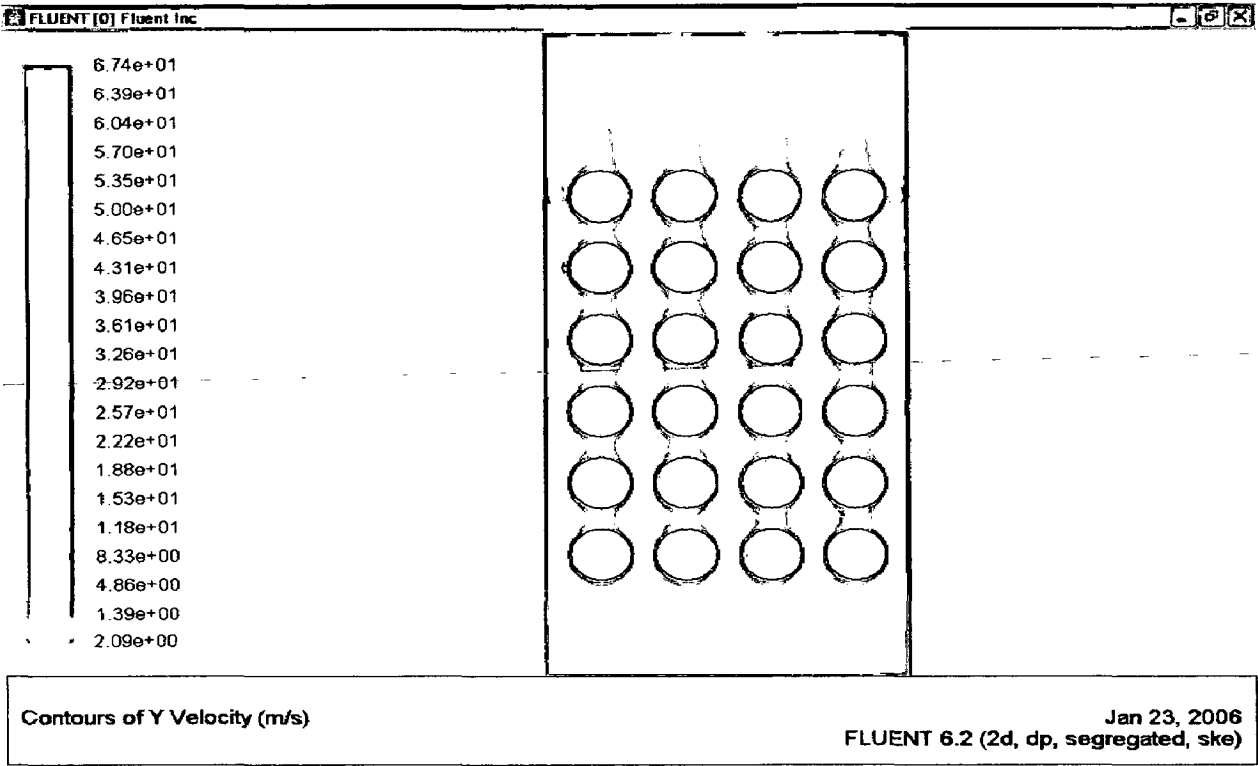 FLUENT [0] Fluent Inc
6.74e+01
6.39e+01
6.04e+01
5.70e+01
5.35e+01
5.00e+01
4.65e+01
4.31e+01
3.96e+01
3.61e+01
3.26e+01
2.92e+01
2.57e+01
2.22e+01
1.88e+01
1.53e+01
1.18e+01
8.33e+00
4.86e+00
1.39e+00
2.09e+00
Contours of Y Velocity (m/s)
Jan 23, 2006
FLUENT 6.2 (2d, dp, segregated, ske)